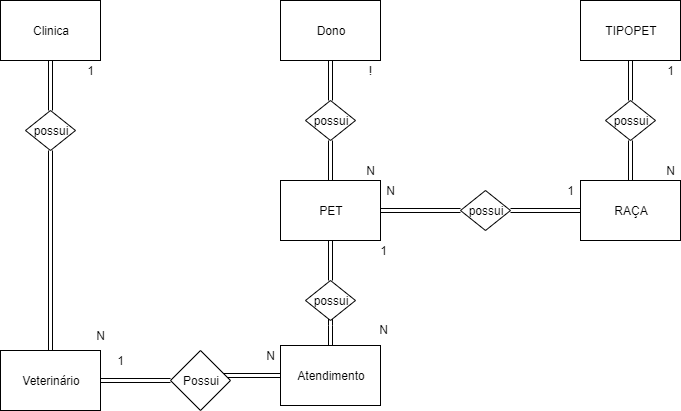 Clinica
Dono
TIPOPET
1
!
1
possui
possui
possui
N
N
N
1
PET
possui
RAÇA
1
possui
N
N
1
N
Veterinário
Possui
Atendimento